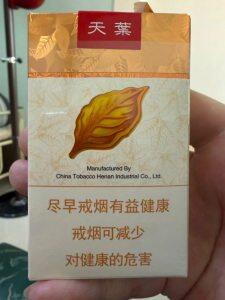 天葉
Manufactured By
China Tobacco Henan Industrial Co., Ltd.
尽早戒烟有益健康
戒烟可减少
对健康的危害